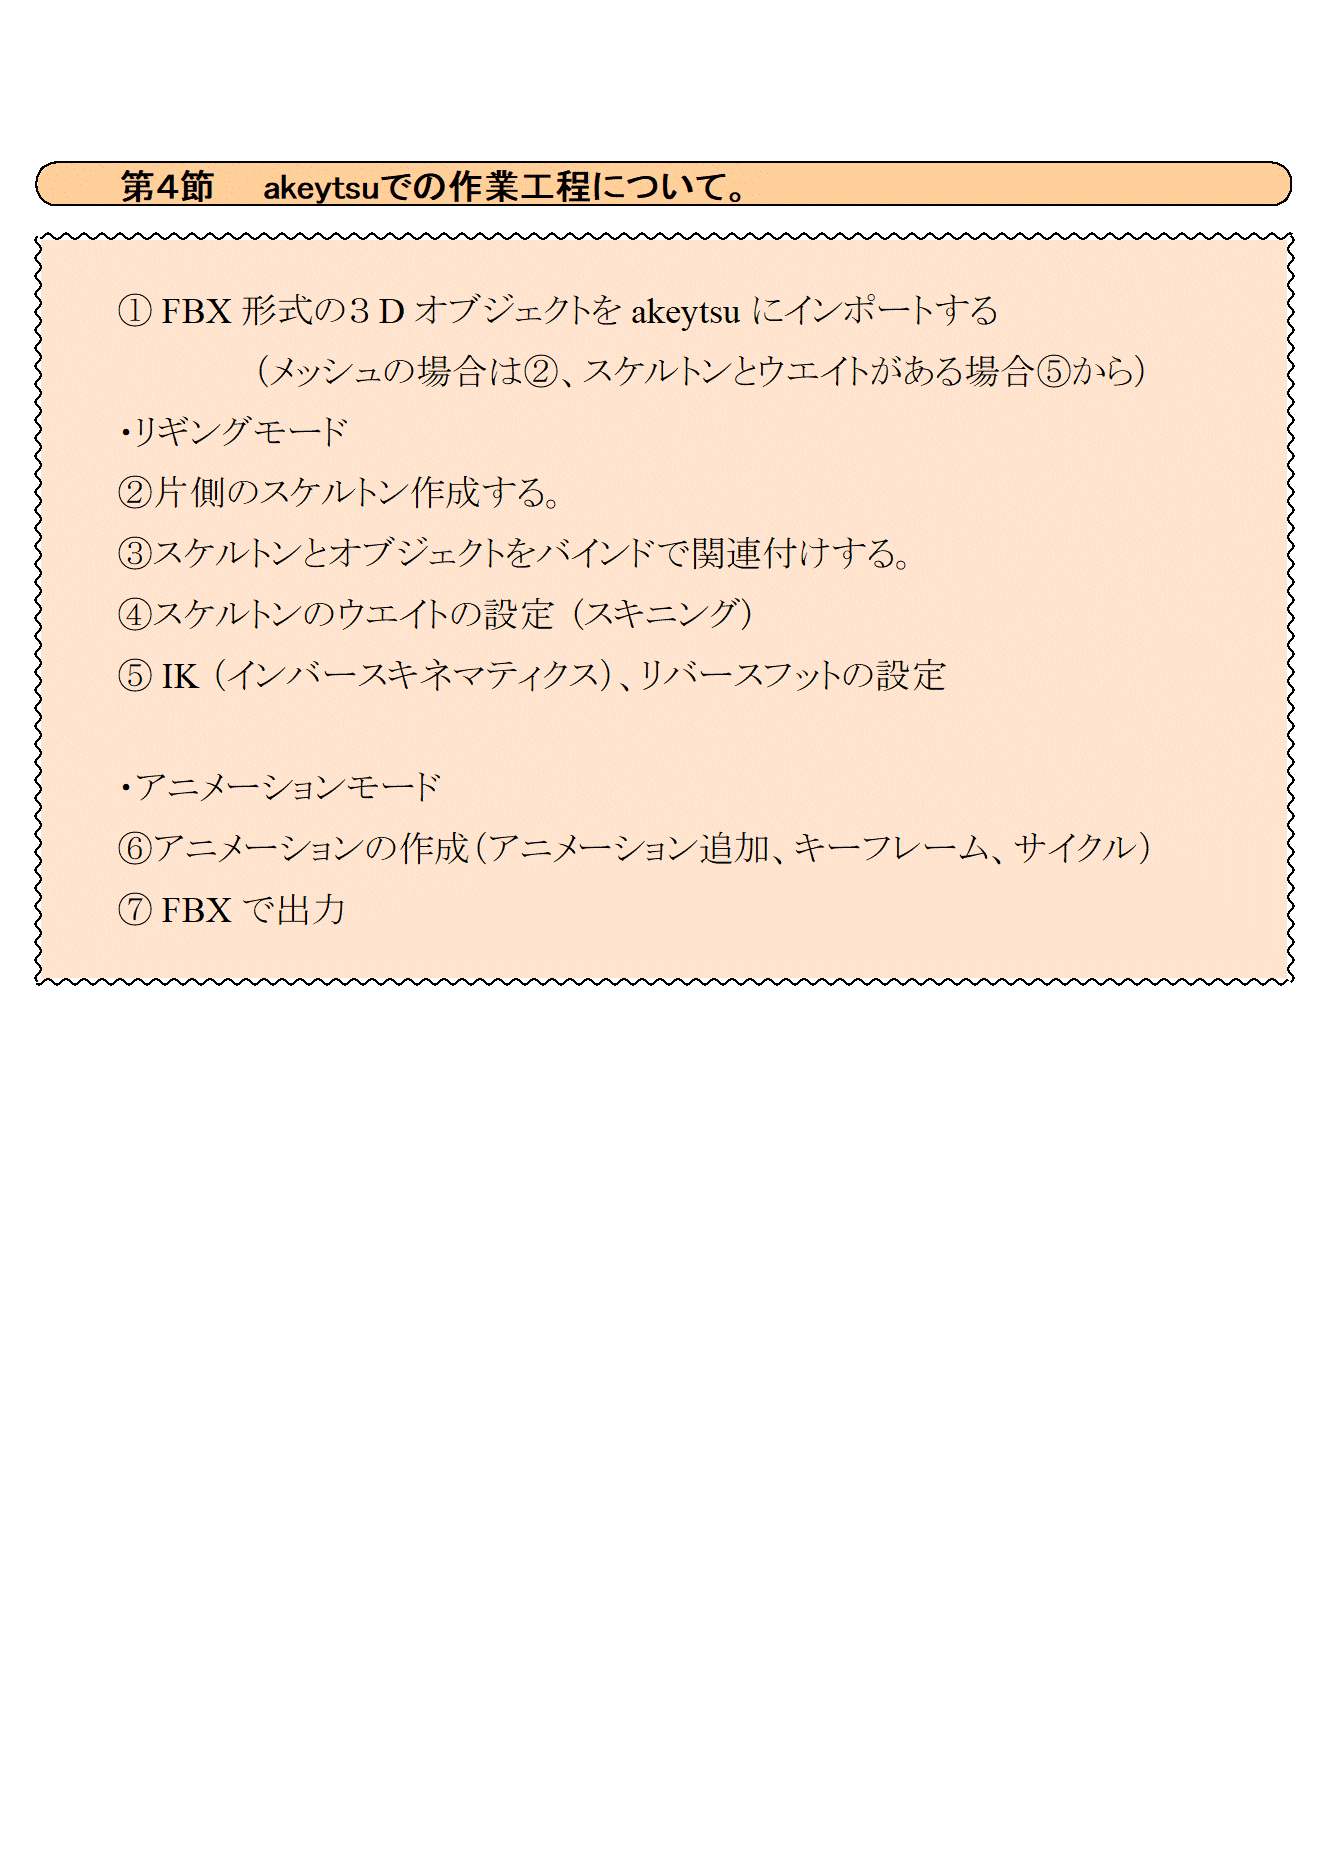 第4節　akeytsuでの作業工程について。
① FBX 形式の３D オブジェクトを akeytsu にインポートする
（メッシュの場合は②、スケルトンとウエイトがある場合⑤から）
・リギングモード
②片側のスケルトン作成する。
③スケルトンとオブジェクトをバインドで関連付けする。
④スケルトンのウエイトの設定（スキニング）
⑤ IK（インバースキネマティクス）、リバースフットの設定
・アニメーションモード
⑥アニメーションの作成（アニメーション追加、キーフレーム、サイクル）
⑦ FBX で出力